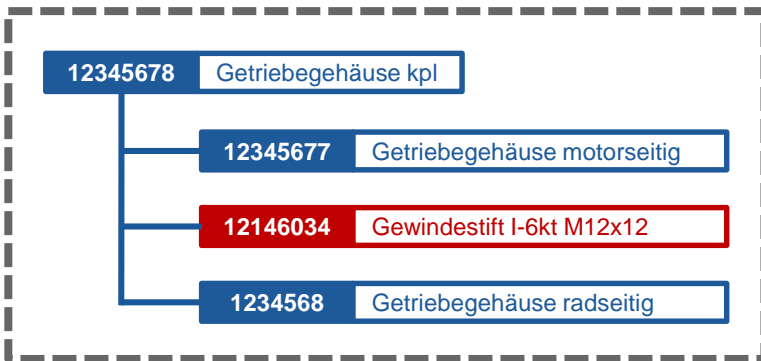 12345678 Getriebegehäuse kpl
12345677 Getriebegehäuse motorseitig
12146034 Gewindestift I-6kt M12x12
1234568 Getriebegehäuse radseitig